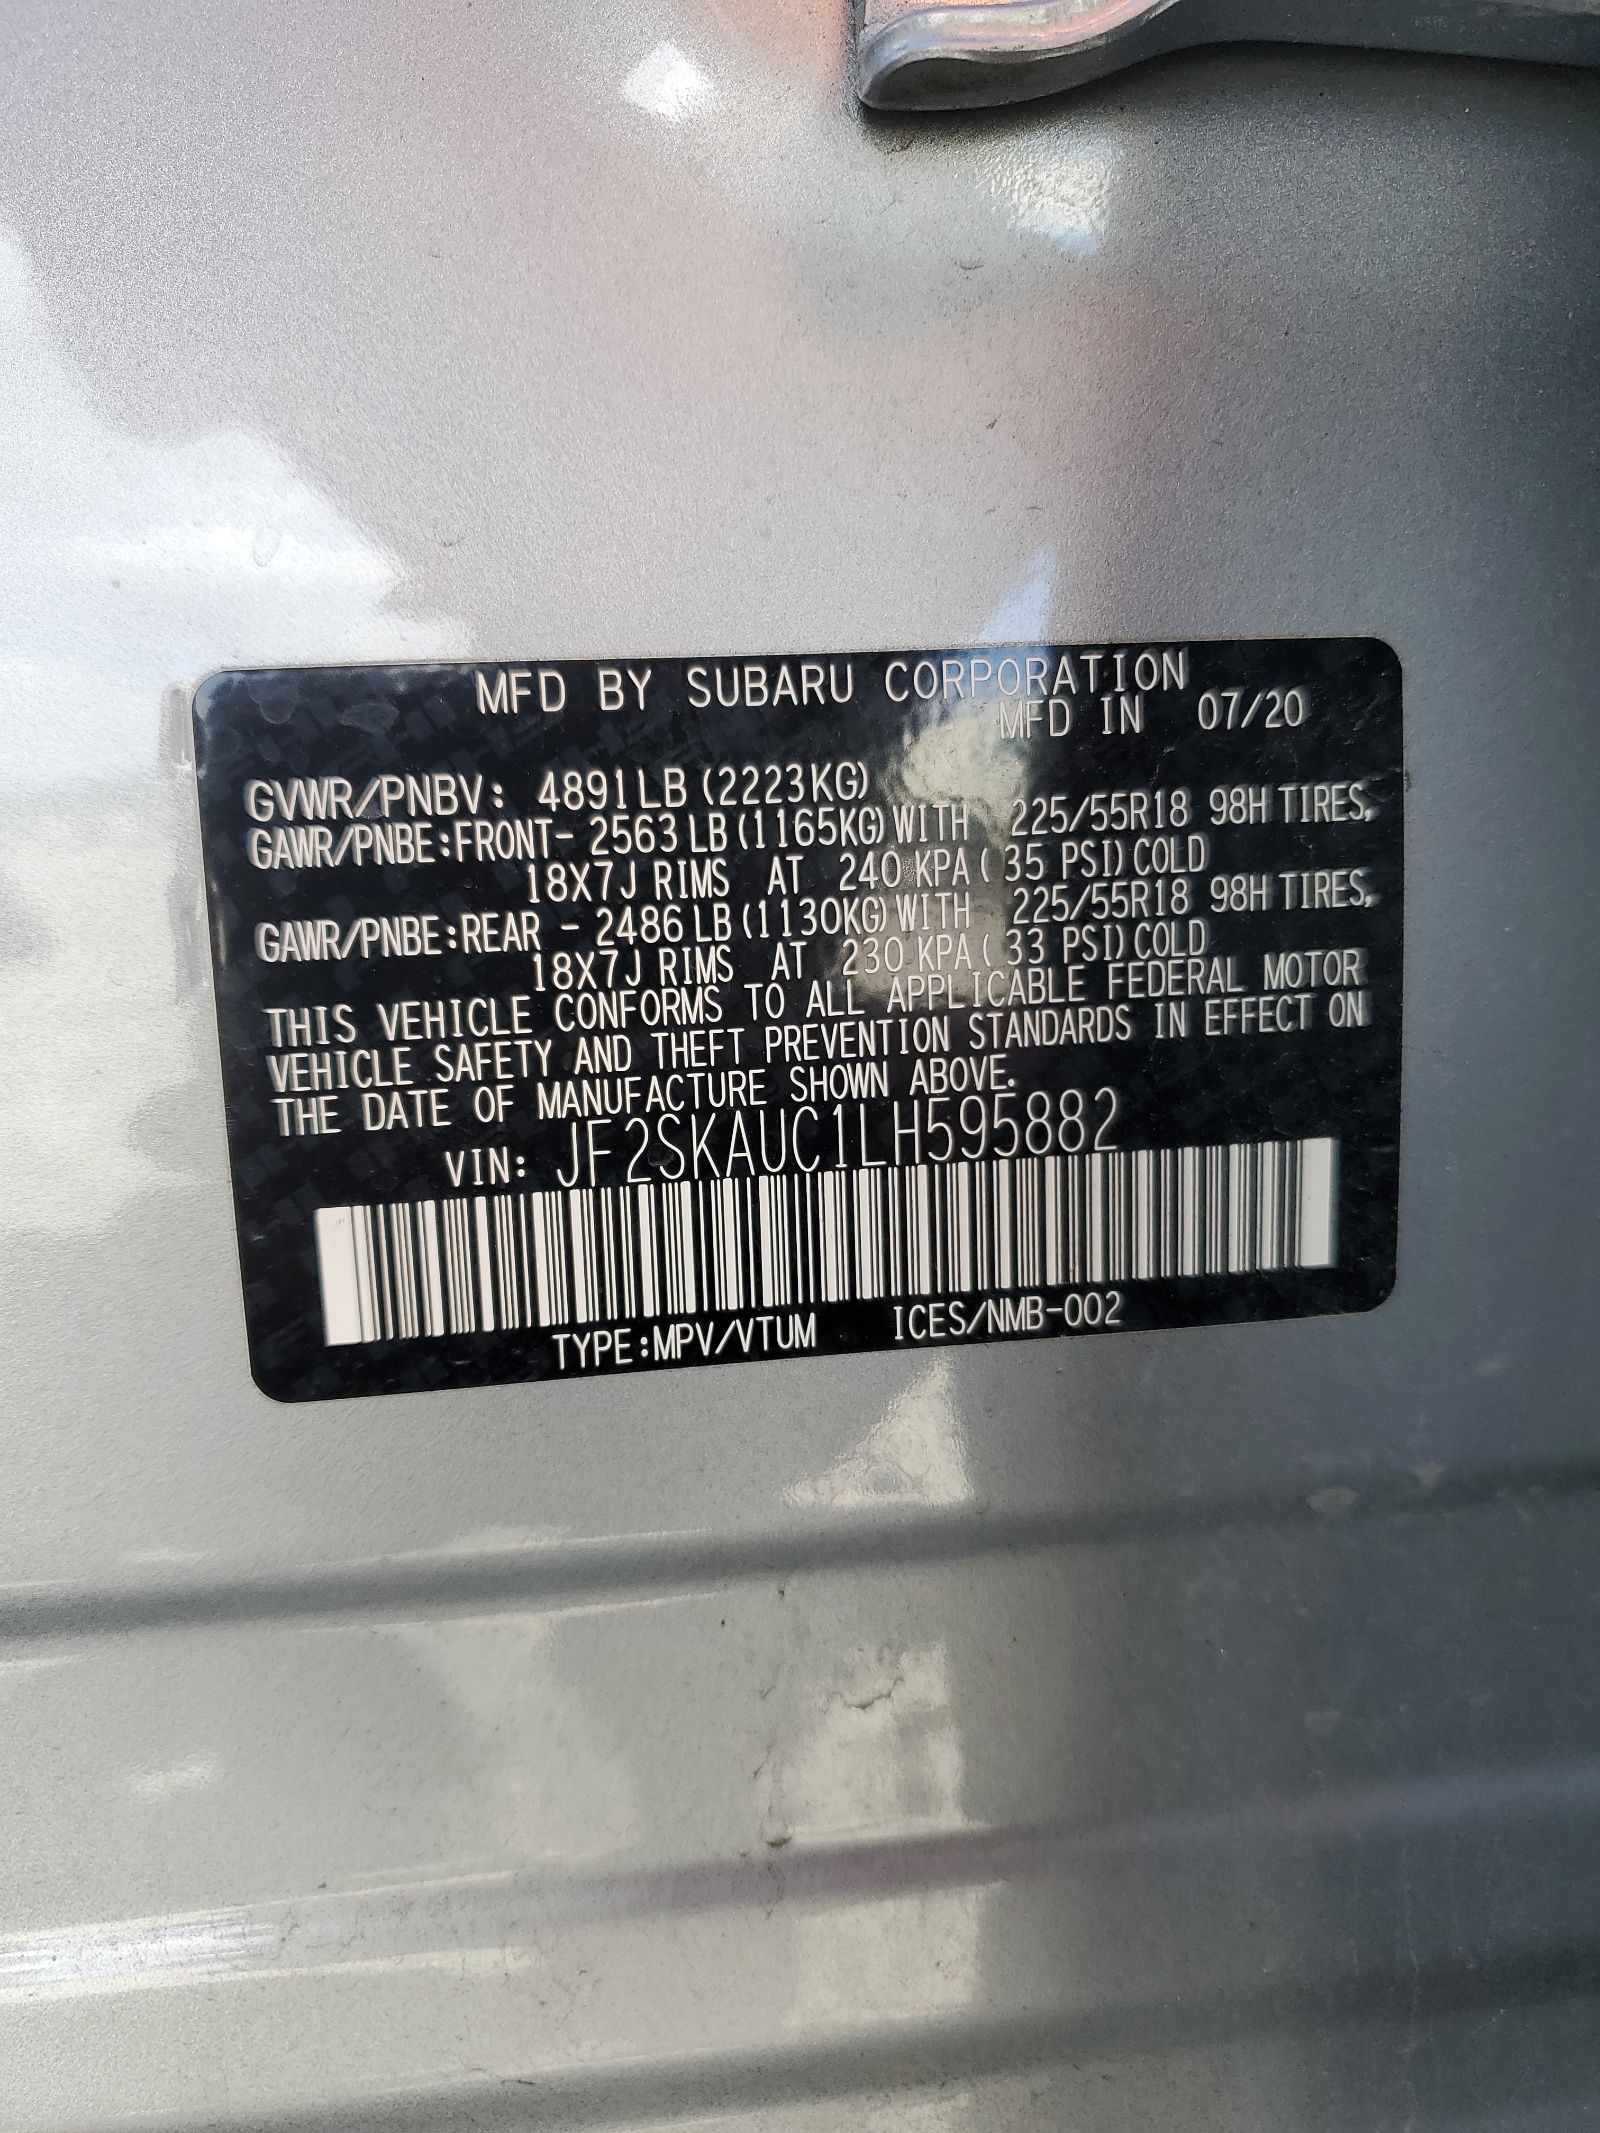 MFD BY SUBARU CORPORATION
MFD IN 07/20
GVWR/PNBV: 4891LB (2223KG)
GAWR/PNBE:FRONT- 2563 LB (1165KG) WITH 225/55R18 98H TIRES,
18X7J RIMS AT 240 KPA ( 35 PSI) COLD
GAWR/PNBE:REAR - 2486 LB (1130KG) WITH 225/55R18 98H TIRES,
18X7J RIMS AT 230 KPA ( 33 PSI) COLD
THIS VEHICLE CONFORMS TO ALL APPLICABLE FEDERAL MOTOR
VEHICLE SAFETY AND THEFT PREVENTION STANDARDS IN EFFECT ON
THE DATE OF MANUFACTURE SHOWN ABOVE.
VIN: JF2SKAUC1LH595882
TYPE:MPV/VTUM ICES/NMB-002